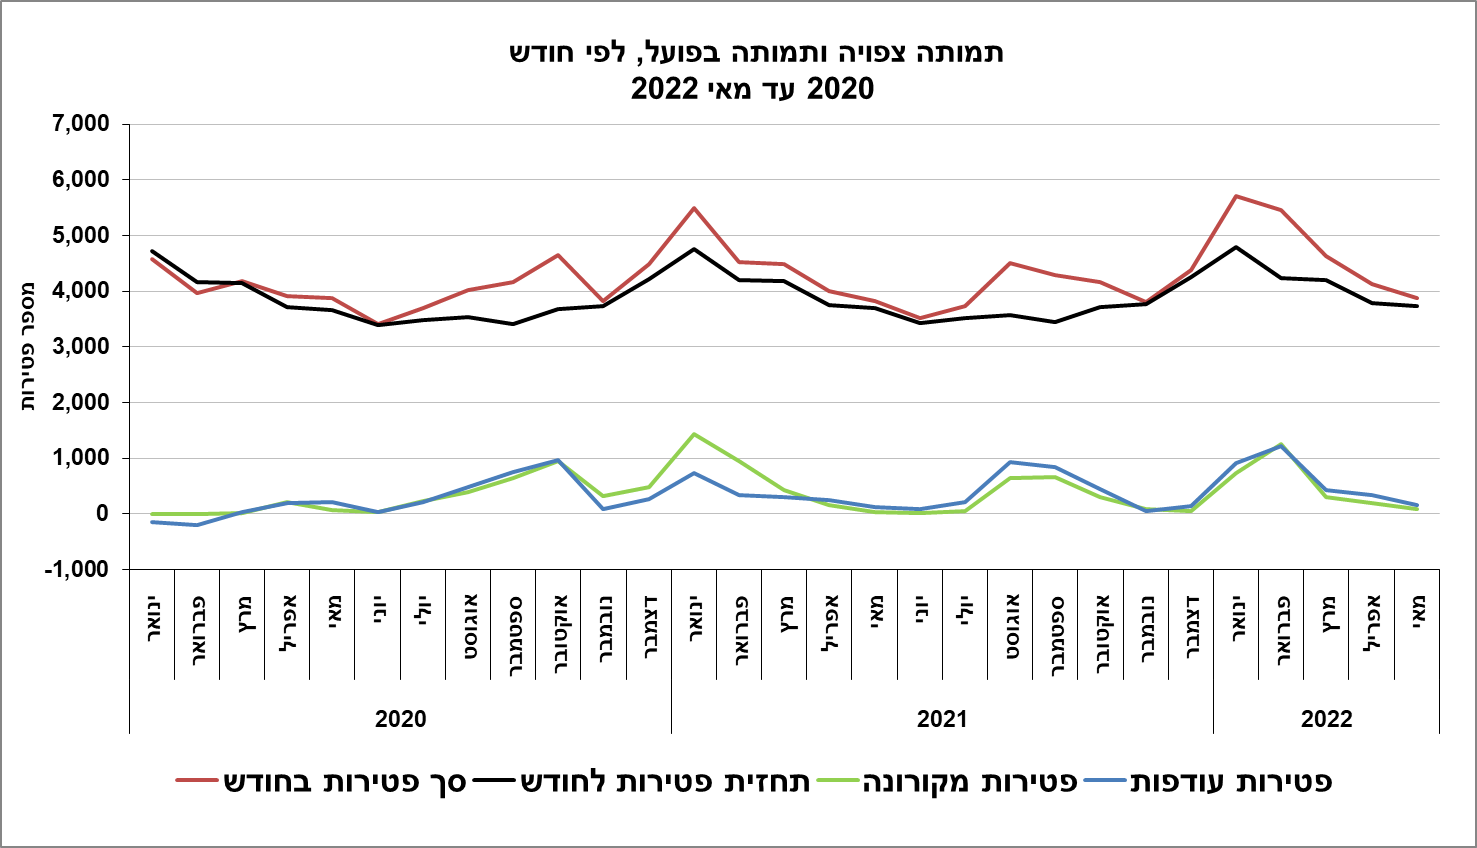 תמותה צפויה ותמותה בפועל, לפי חודש
2020 עד מאי 2022
מספר פטירות
7,000
6,000
5,000
4,000
3,000
2,000
1,000
0
-1,000
ינואר
פברואר
מרץ
אפריל
מאי
יוני
יולי
אוגוסט
ספטמבר
אוקטובר
נובמבר
דצמבר
ינואר
פברואר
מרץ
אפריל
מאי
יוני
יולי
אוגוסט
ספטמבר
אוקטובר
נובמבר
דצמבר
ינואר
פברואר
מרץ
אפריל
מאי
2020
2021
2022
סך פטירות בחודש
תחזית פטירות לחודש
פטירות מקורונה
פטירות עודפות